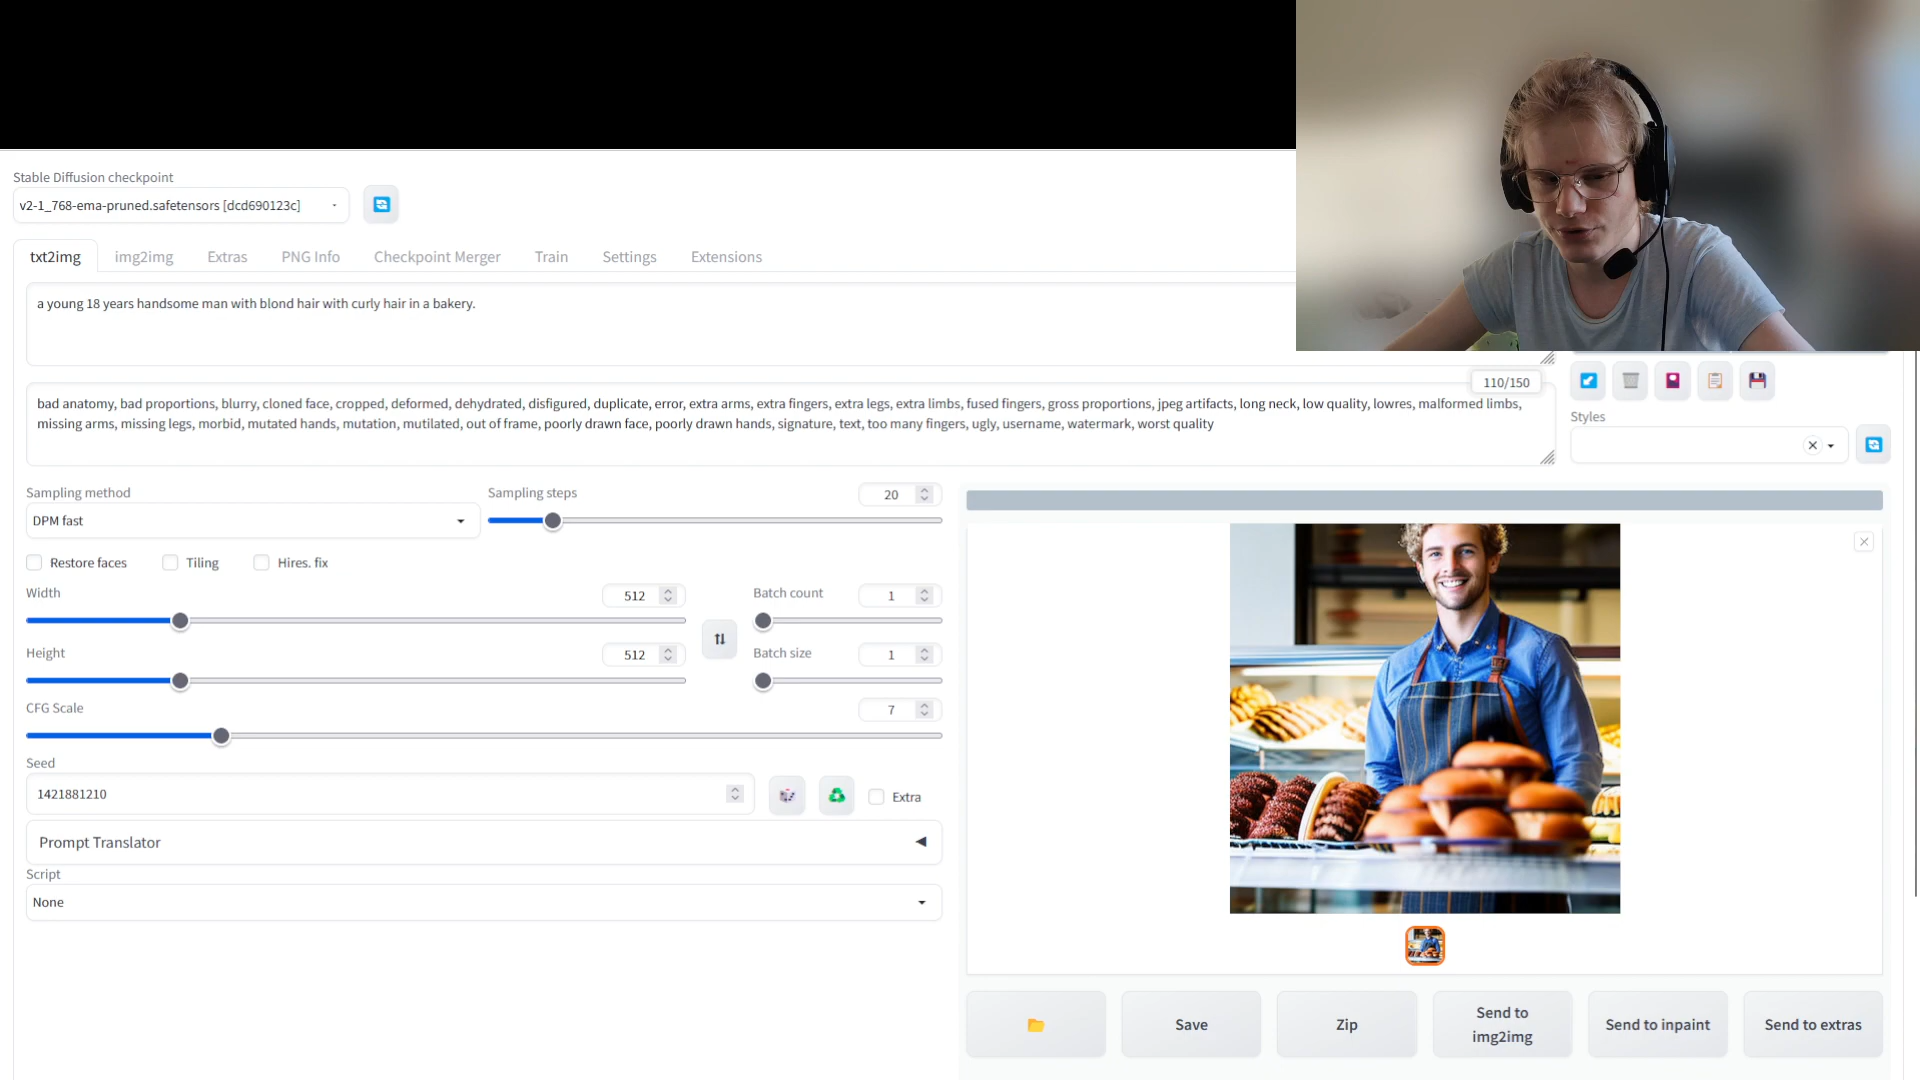 Stable Diffusion checkpoint
v2-1_768-ema-pruned.safetensors [dcd690123c]
txt2img
img2img
Extras
PNG Info
Checkpoint Merger
Train
Settings
Extensions
a young 18 years handsome man with blond hair with curly hair in a bakery.
110/150
bad anatomy, bad proportions, blurry, cloned face, cropped, deformed, dehydrated, disfigured, duplicate, error, extra arms, extra fingers, extra legs, extra limbs, fused fingers, gross proportions, jpeg artifacts, long neck, low quality, lowres, malformed limbs,
missing arms, missing legs, morbid, mutated hands, mutation, mutilated, out of frame, poorly drawn face, poorly drawn hands, signature, text, too many fingers, ugly, username, watermark, worst quality
Styles
Sampling method
DPM fast
Sampling steps
20
Restore faces
Tiling
Hires. fix
Width
512
Batch count
1
Height
512
Batch size
1
CFG Scale
7
Seed
1421881210
Extra
Prompt Translator
Script
None
Save
Zip
Send to
img2img
Send to inpaint
Send to extras